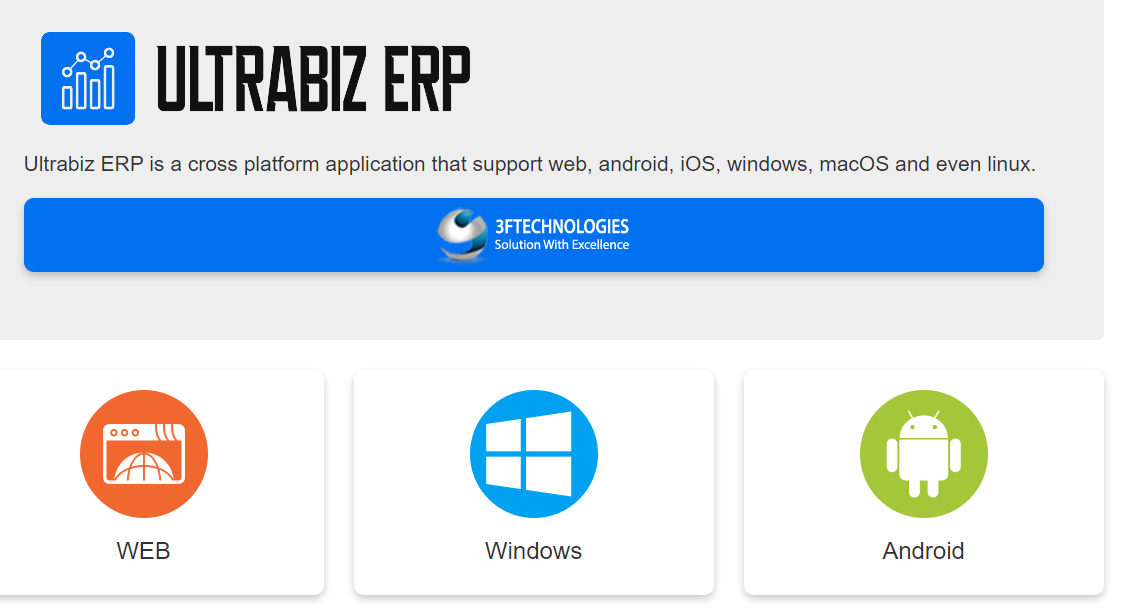 ULTRABIZ ERP
Ultrabiz ERP is a cross platform application that support web, android, iOS, windows, macOS and even linux.
3FTECHNOLOGIES
Solution With Excellence
WEB
Windows
Android